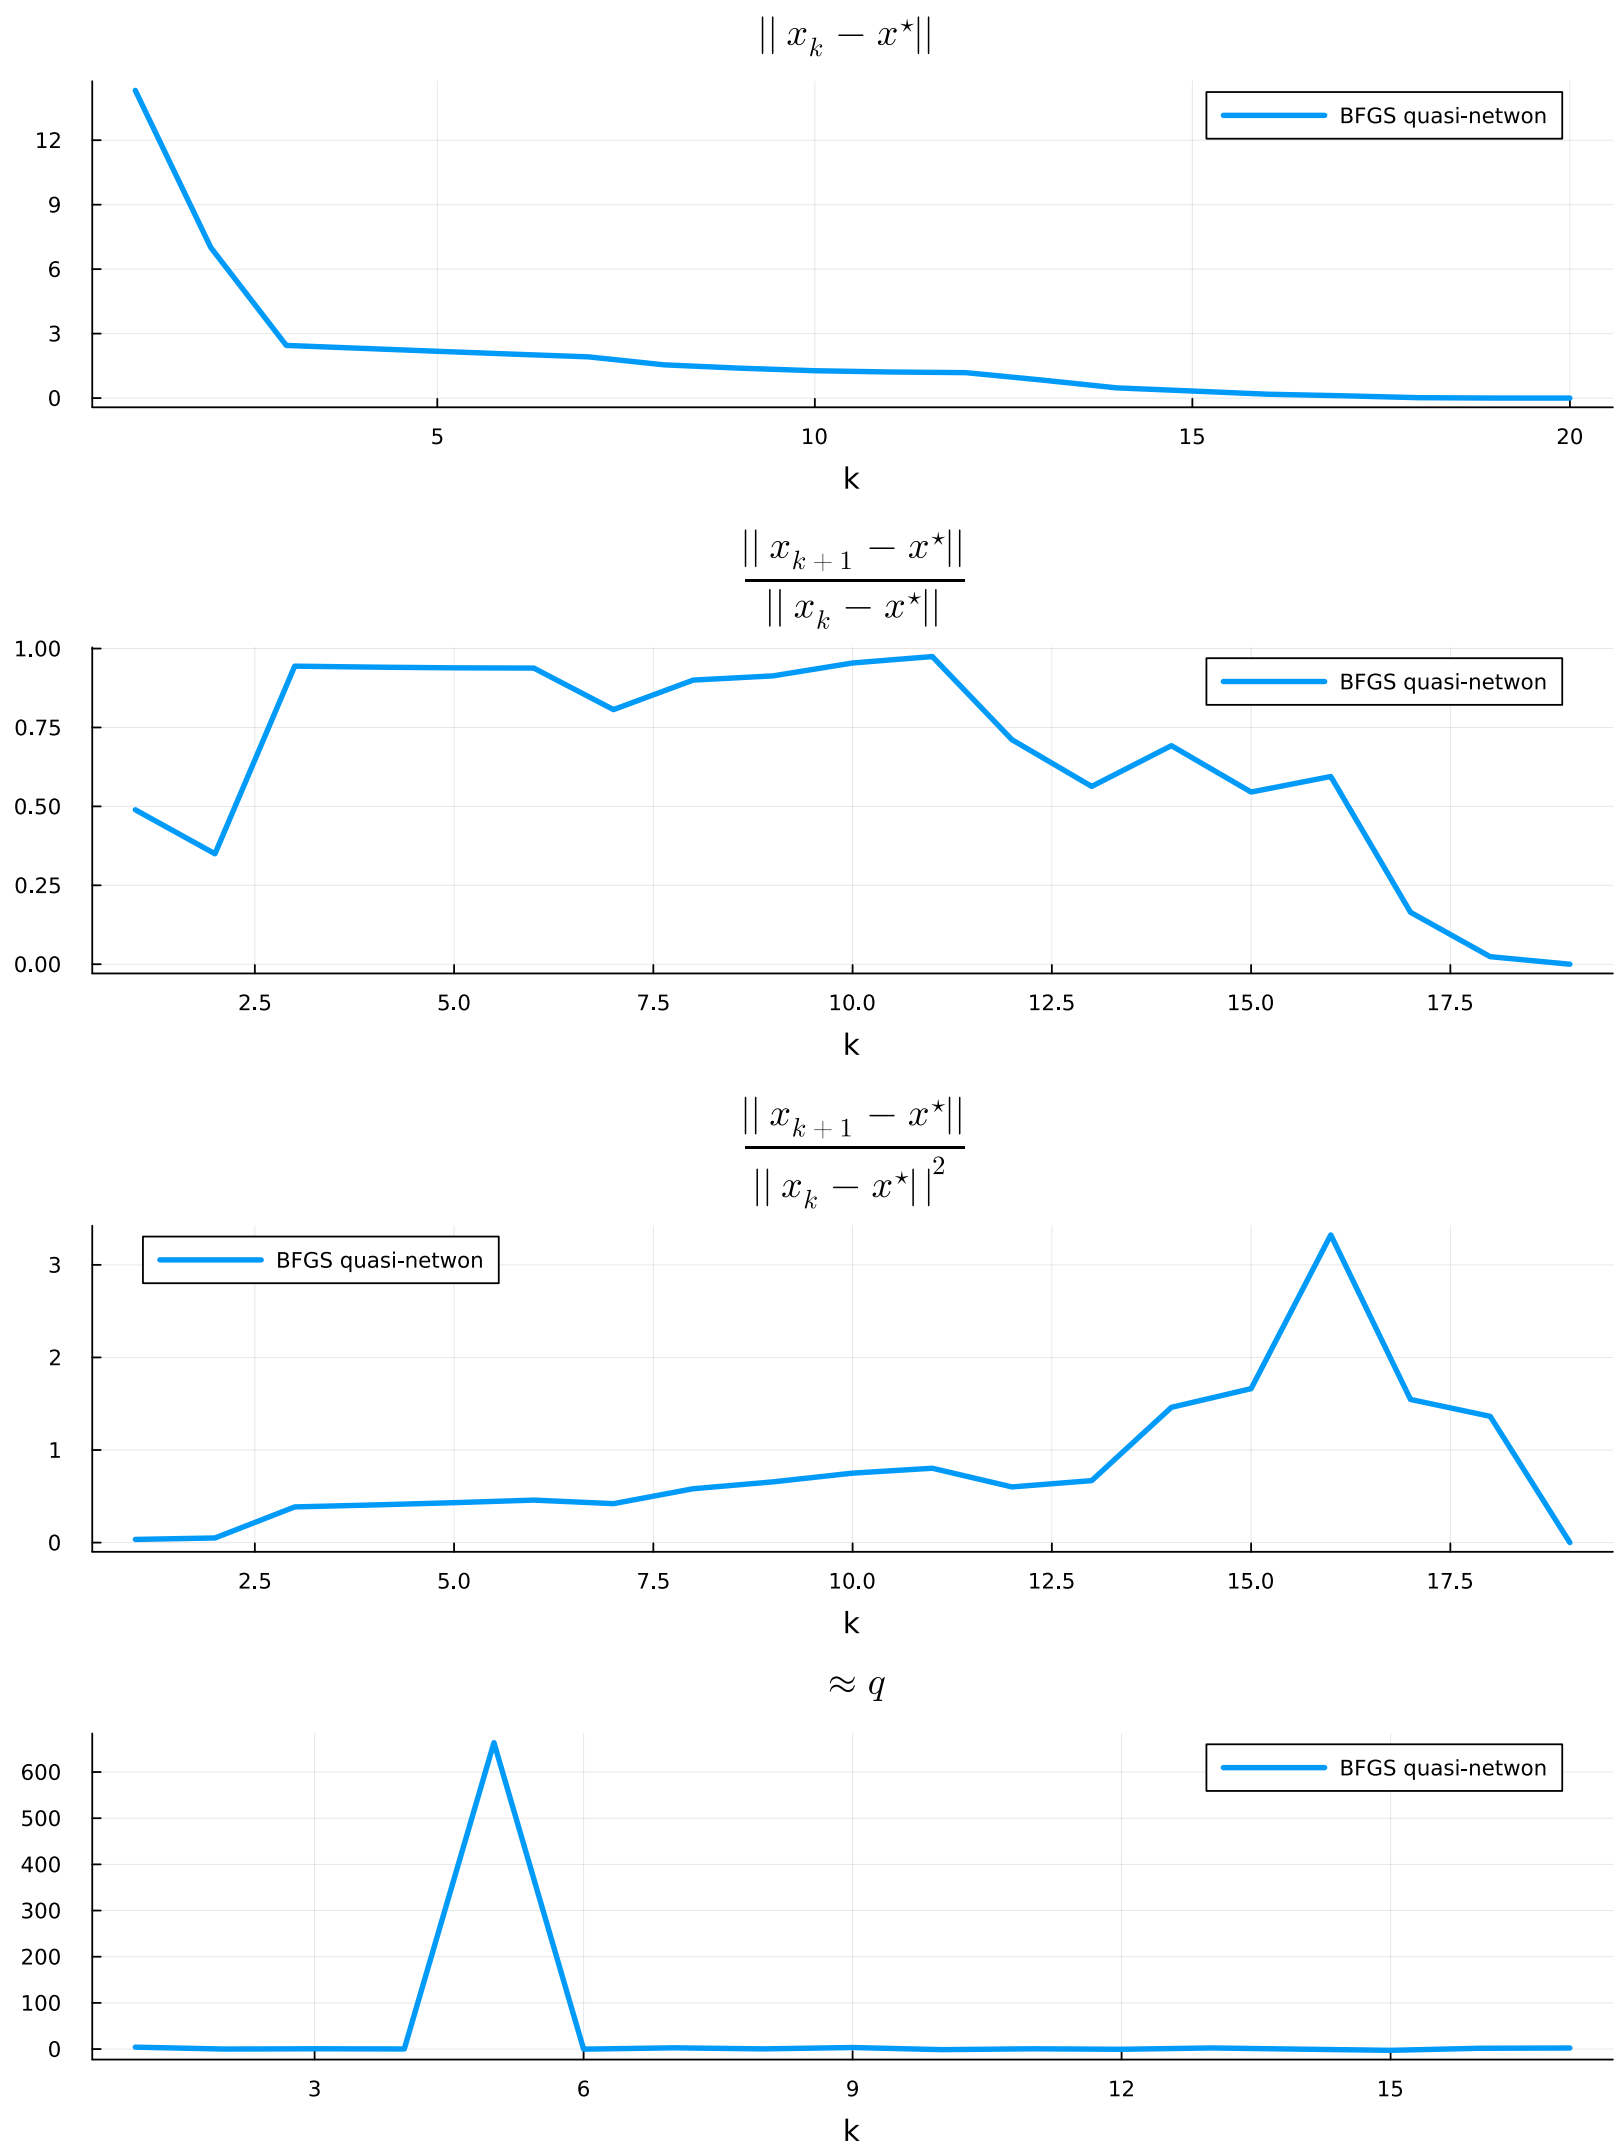 || x_k − x⋆||
BFGS quasi-netwon
12
9
6
3
0
5 10 15 20
k
|| x_{k + 1} − x⋆||
|| x_k − x⋆||
BFGS quasi-netwon
1.00
0.75
0.50
0.25
0.00
2.5 5.0 7.5 10.0 12.5 15.0 17.5
k
|| x_{k + 1} − x⋆||
|| x_k − x⋆||²
BFGS quasi-netwon
3
2
1
0
2.5 5.0 7.5 10.0 12.5 15.0 17.5
k
≈ q
BFGS quasi-netwon
600
500
400
300
200
100
0
3 6 9 12 15
k